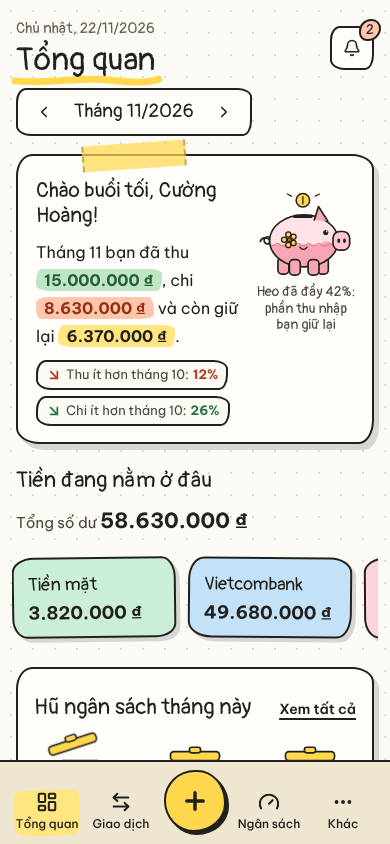 Chủ nhật, 22/11/2026
2
Tổng quan
Tháng 11/2026
Chào buổi tối, Cường
Hoàng!
Tháng 11 bạn đã thu
15.000.000 ₫, chi
8.630.000 ₫ và còn giữ
lại 6.370.000 ₫.
Heo đã đầy 42%:
phần thu nhập
bạn giữ lại
Thu ít hơn tháng 10: 12%
Chi ít hơn tháng 10: 26%
Tiền đang nằm ở đâu
Tổng số dư 58.630.000 ₫
Tiền mặt
3.820.000 ₫
Vietcombank
49.680.000 ₫
Hũ ngân sách tháng này
Xem tất cả
Tổng quan
Giao dịch
Ngân sách
Khác